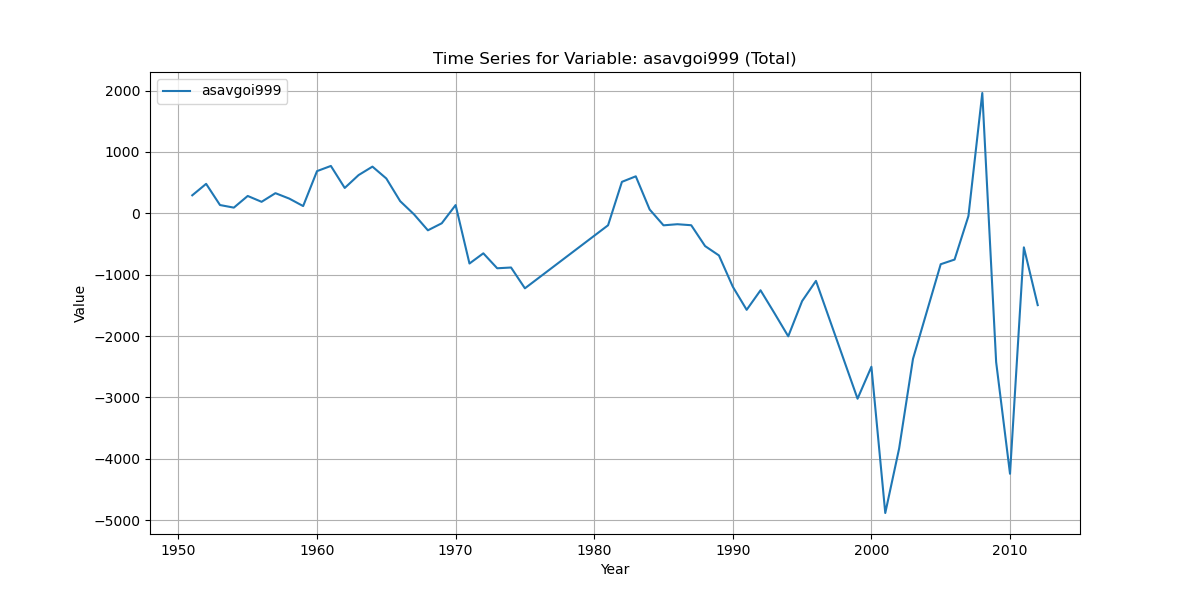 Time Series for Variable: asavgoi999 (Total)
asavgoi999
2000
1000
0
−1000
−2000
−3000
−4000
−5000
Value
1950 1960 1970 1980 1990 2000 2010
Year